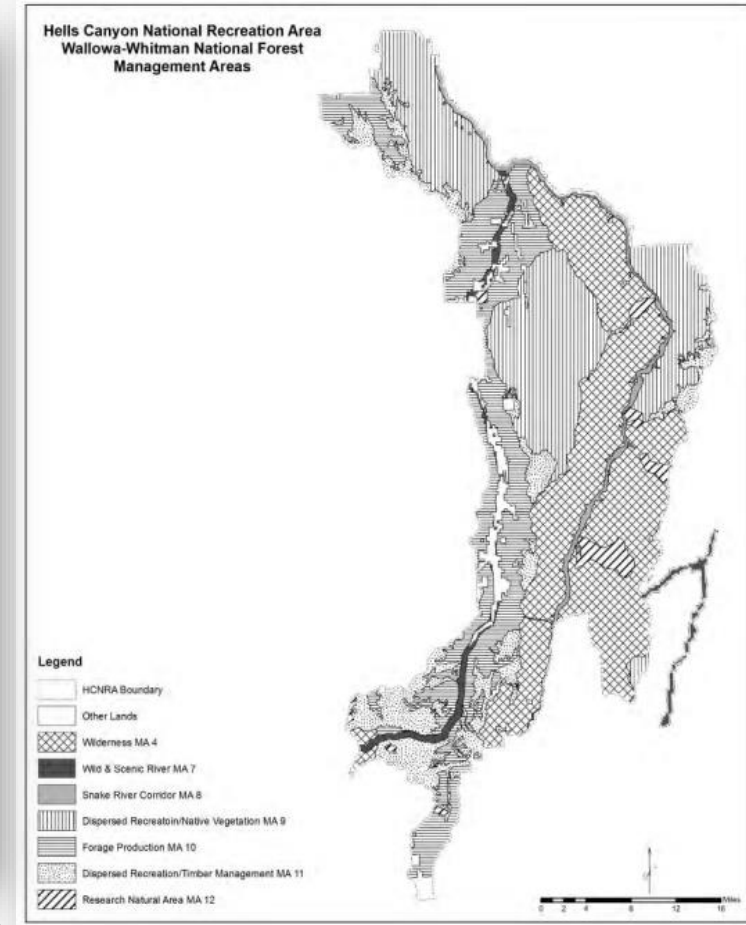 Hells Canyon National Recreation Area
Wallowa-Whitman National Forest
Management Areas
Legend
HCNRA Boundary
Other Lands
Wilderness MA 4
Wild & Scenic River MA 7
Snake River Corridor MA 8
Dispersed Recreatoin/Native Vegetation MA 9
Forage Production MA 10
Dispersed Recreation/Timber Management MA 11
Research Natural Area MA 12
Miles
0 2 4 8 12 16